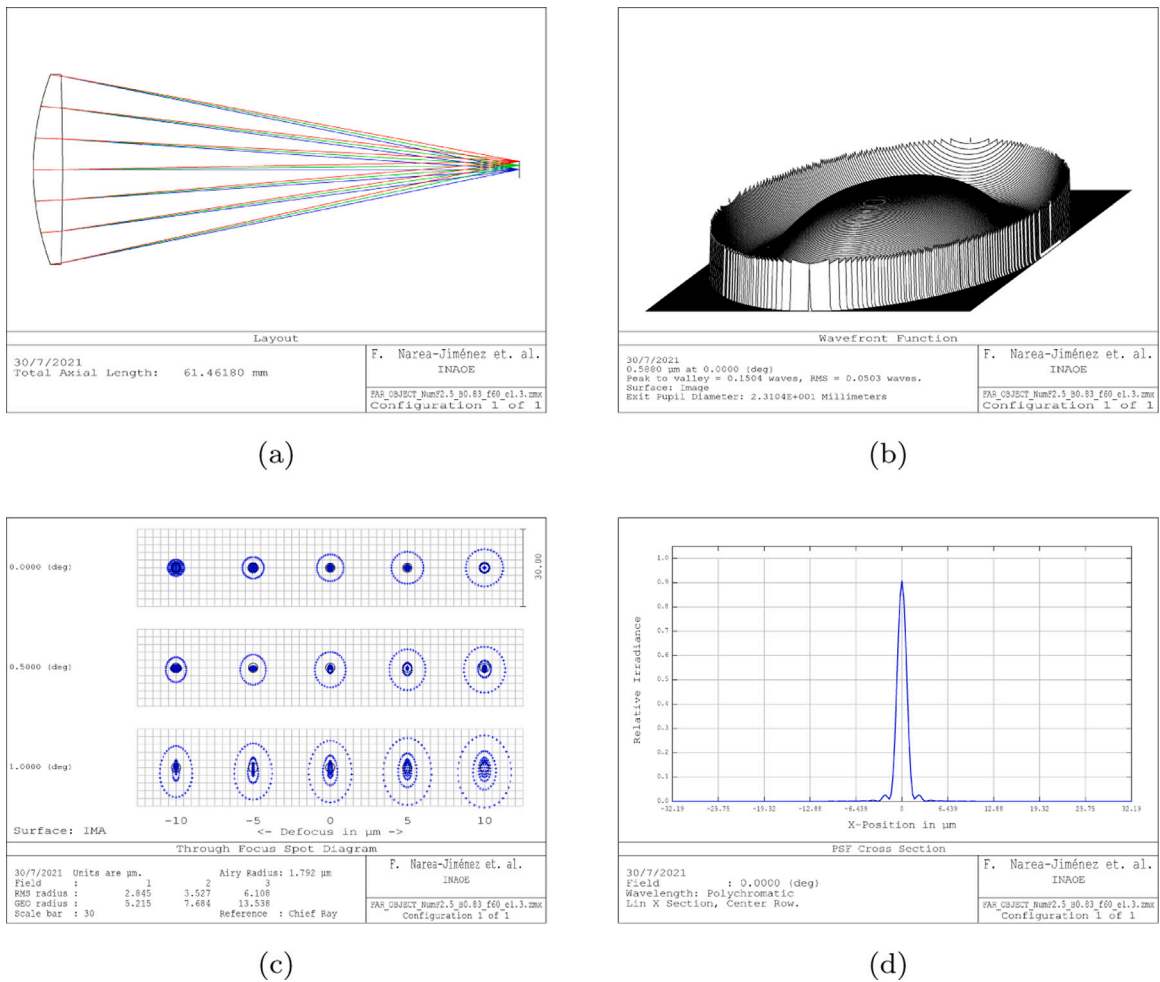 Layout
30/7/2021
Total Axial Length: 61.46180 mm
F. Narea-Jiménez et. al.
INAOE
FAR_OBJECT_NumF2.5_B0.83_f60_e1.3.zmx
Configuration 1 of 1
(a)
Wavefront Function
30/7/2021
0.5880 µm at 0.0000 (deg)
Peak to valley = 0.1504 waves, RMS = 0.0503 waves.
Surface: Image
Exit Pupil Diameter: 2.3104E+001 Millimeters
F. Narea-Jiménez et. al.
INAOE
FAR_OBJECT_NumF2.5_B0.83_f60_e1.3.zmx
Configuration 1 of 1
(b)
0.0000 (deg)
30.00
0.5000 (deg)
1.0000 (deg)
-10 -5 0 5 10
Surface: IMA <- Defocus in µm ->
Through Focus Spot Diagram
30/7/2021 Units are µm. Airy Radius: 1.792 µm
Field : 1 2 3
RMS radius : 2.845 3.527 6.108
GEO radius : 5.215 7.684 13.538
Scale bar : 30 Reference : Chief Ray
F. Narea-Jiménez et. al.
INAOE
FAR_OBJECT_NumF2.5_B0.83_f60_e1.3.zmx
Configuration 1 of 1
(c)
Relative Irradiance
1.0
0.9
0.8
0.7
0.6
0.5
0.4
0.3
0.2
0.1
0.0
-32.19 -25.75 -19.32 -12.88 -6.439 0 6.439 12.88 19.32 25.75 32.19
X-Position in µm
PSF Cross Section
30/7/2021
Field : 0.0000 (deg)
Wavelength: Polychromatic
Lin X Section, Center Row.
F. Narea-Jiménez et. al.
INAOE
FAR_OBJECT_NumF2.5_B0.83_f60_e1.3.zmx
Configuration 1 of 1
(d)